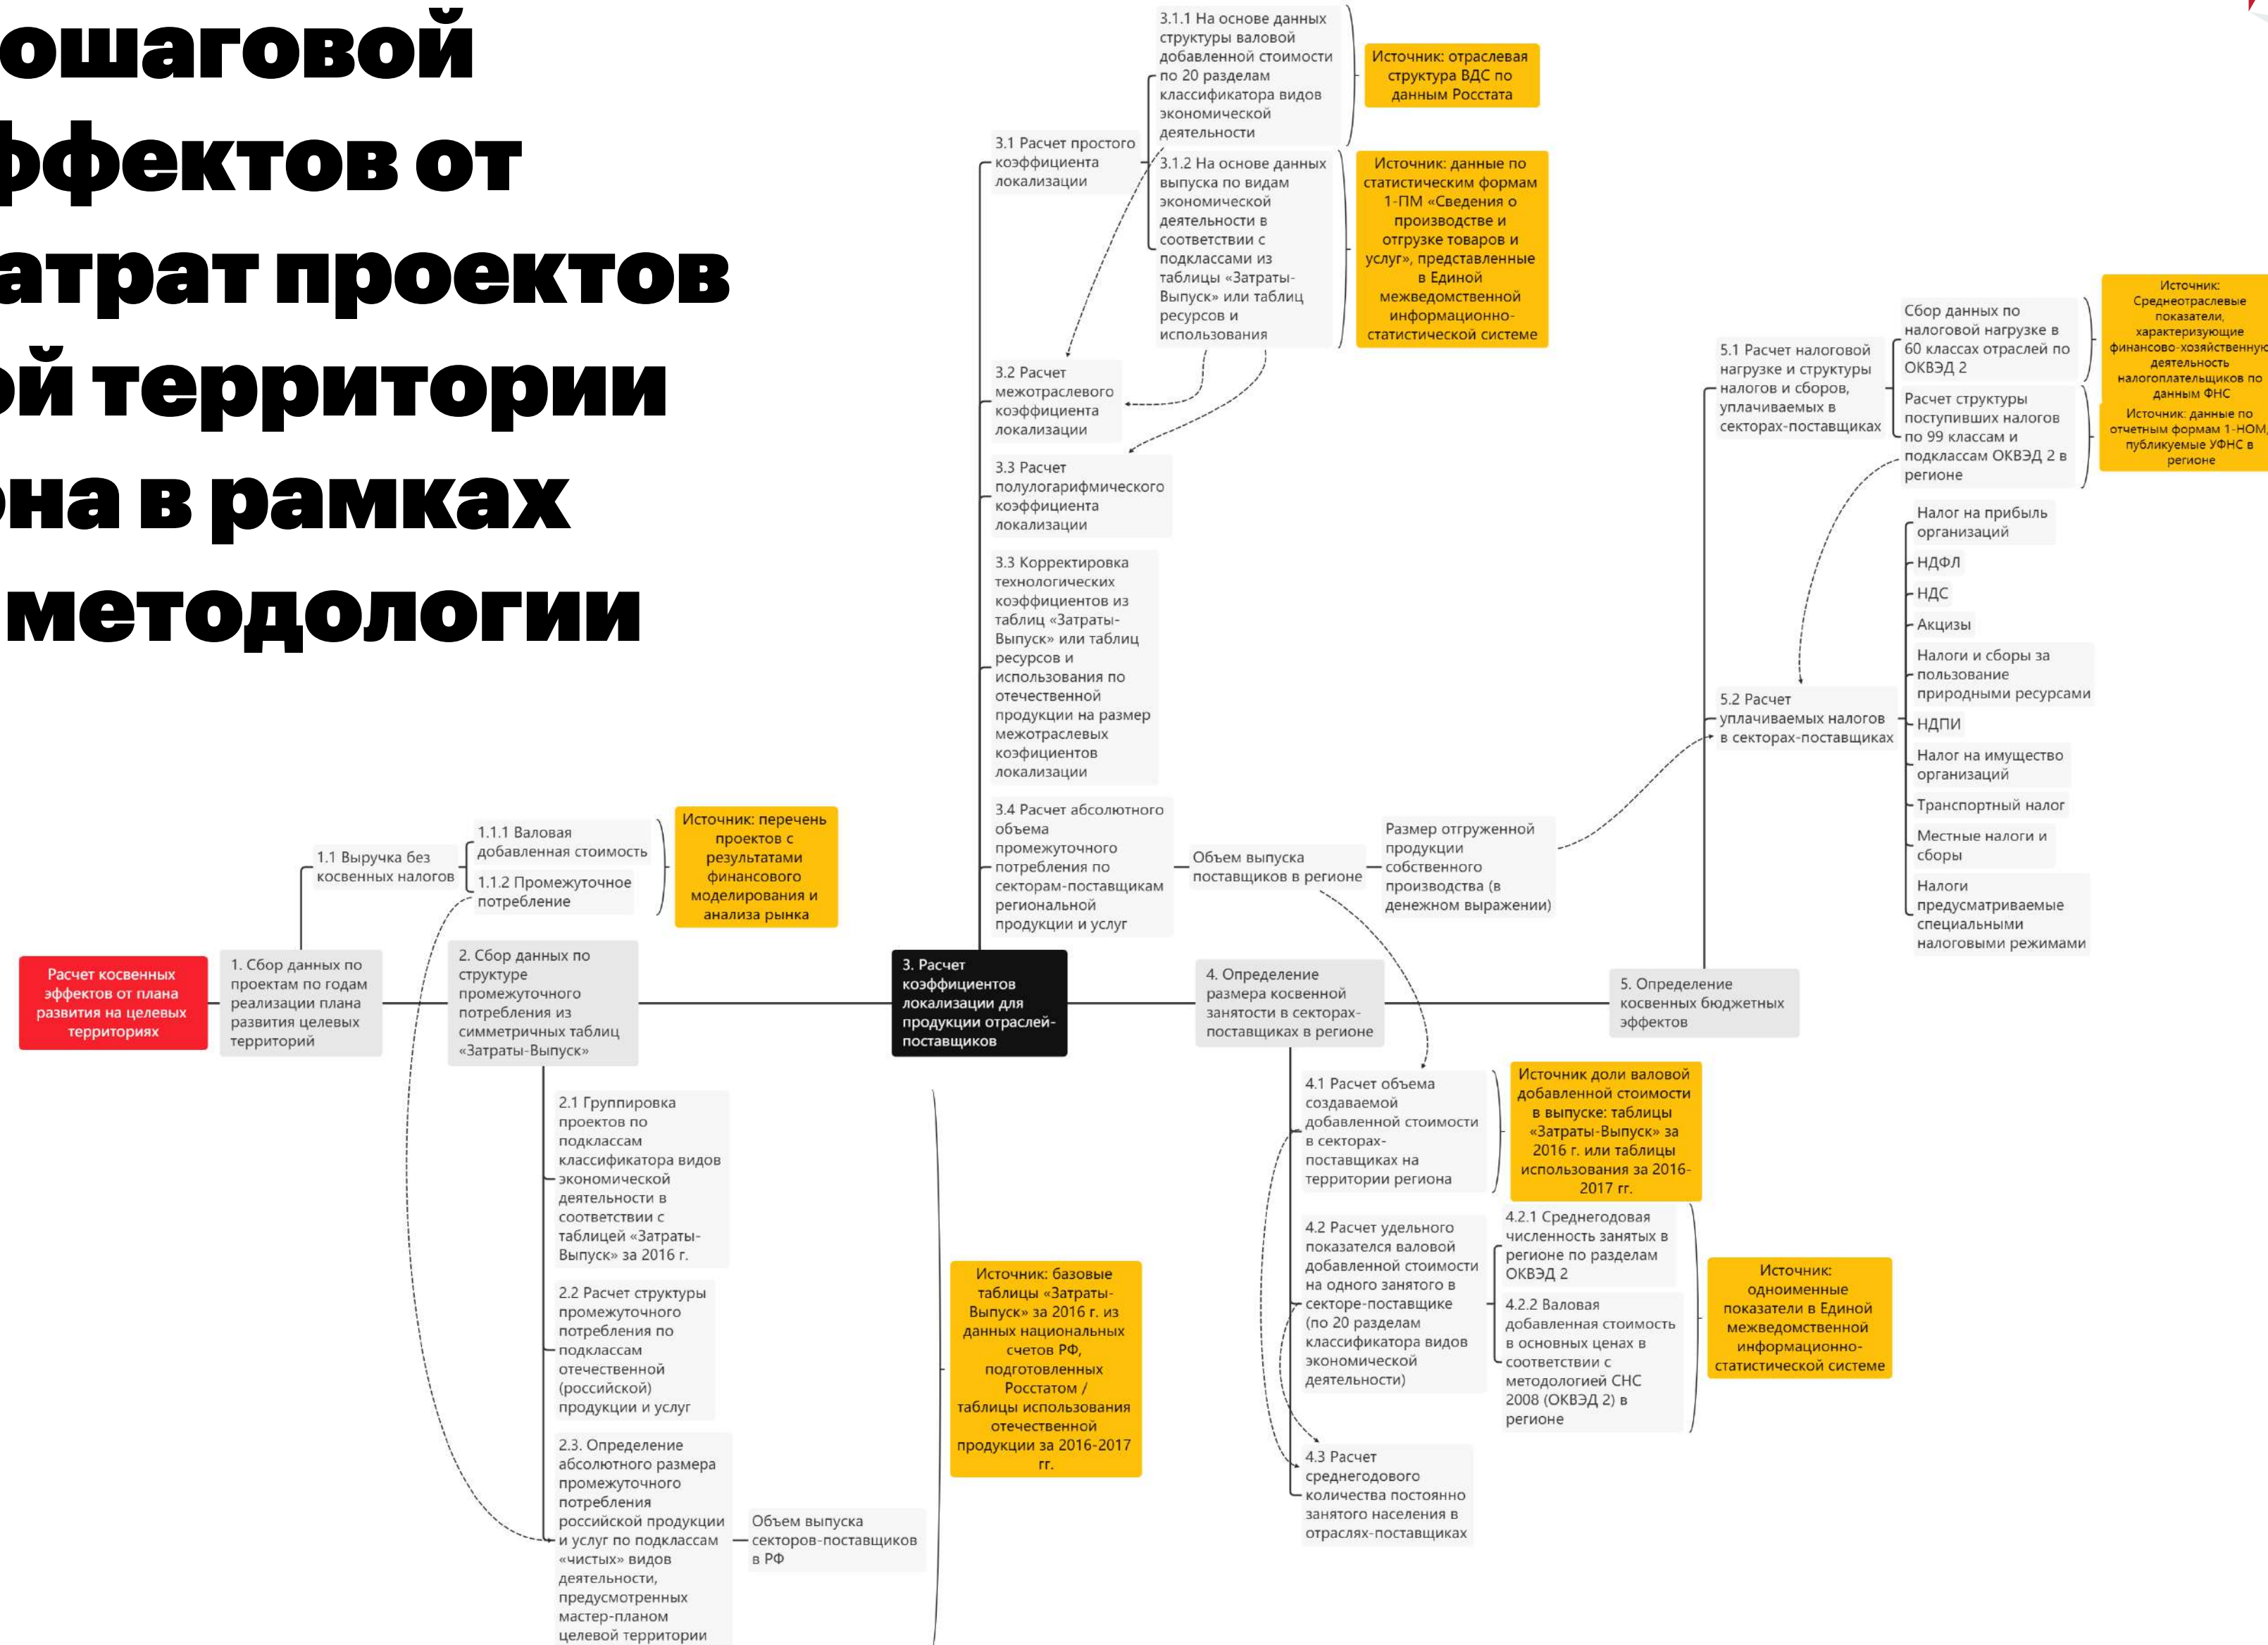 ошаговой
ффектов от
атрат проектов
ой территории
она в рамках
методологии
3.1.1 На основе данных
структуры валовой
добавленной стоимости
по 20 разделам
классификатора видов
экономической
деятельности
Источник: отраслевая
структура ВДС по
данным Росстата
3.1 Расчет простого
коэффициента
локализации
3.1.2 На основе данных
выпуска по видам
экономической
деятельности в
соответствии с
подклассами из
таблицы «Затраты-
Выпуск» или таблиц
ресурсов и
использования
Источник: данные по
статистическим формам
1-ПМ «Сведения о
производстве и
отгрузке товаров и
услуг», представленные
в Единой
межведомственной
информационно-
статистической системе
3.2 Расчет
межотраслевого
коэффициента
локализации
3.3 Расчет
полулогарифмического
коэффициента
локализации
3.3 Корректировка
технологических
коэффициентов из
таблиц «Затраты-
Выпуск» или таблиц
ресурсов и
использования по
отечественной
продукции на размер
межотраслевых
коэфициентов
локализации
3.4 Расчет абсолютного
объема
промежуточного
потребления по
секторам-поставщикам
региональной
продукции и услуг
Объем выпуска
поставщиков в регионе
Размер отгруженной
продукции
собственного
производства (в
денежном выражении)
5.1 Расчет налоговой
нагрузке и структуры
налогов и сборов,
уплачиваемых в
секторах-поставщиках
Сбор данных по
налоговой нагрузке в
60 классах отраслей по
ОКВЭД 2
Источник:
Среднеотраслевые
показатели,
характеризующие
финансово-хозяйственную
деятельность
налогоплательщиков по
данным ФНС
Расчет структуры
поступивших налогов
по 99 классам и
подклассам ОКВЭД 2 в
регионе
Источник: данные по
отчетным формам 1-НОМ,
публикуемые УФНС в
регионе
5.2 Расчет
уплачиваемых налогов
в секторах-поставщиках
Налог на прибыль
организаций
НДФЛ
НДС
Акцизы
Налоги и сборы за
пользование
природными ресурсами
НДПИ
Налог на имущество
организаций
Транспортный налог
Местные налоги и
сборы
Налоги
предусматриваемые
специальными
налоговыми режимами
1.1 Выручка без
косвенных налогов
1.1.1 Валовая
добавленная стоимость
1.1.2 Промежуточное
потребление
Источник: перечень
проектов с
результатами
финансового
моделирования и
анализа рынка
Расчет косвенных
эффектов от плана
развития на целевых
территориях
1. Сбор данных по
проектам по годам
реализации плана
развития целевых
территорий
2. Сбор данных по
структуре
промежуточного
потребления из
симметричных таблиц
«Затраты-Выпуск»
3. Расчет
коэффициентов
локализации для
продукции отраслей-
поставщиков
4. Определение
размера косвенной
занятости в секторах-
поставщиках в регионе
5. Определение
косвенных бюджетных
эффектов
2.1 Группировка
проектов по
подклассам
классификатора видов
экономической
деятельности в
соответствии с
таблицей «Затраты-
Выпуск» за 2016 г.
2.2 Расчет структуры
промежуточного
потребления по
подклассам
отечественной
(российской)
продукции и услуг
2.3. Определение
абсолютного размера
промежуточного
потребления
российской продукции
и услуг по подклассам
«чистых» видов
деятельности,
предусмотренных
мастер-планом
целевой территории
Объем выпуска
секторов-поставщиков
в РФ
Источник: базовые
таблицы «Затраты-
Выпуск» за 2016 г. из
данных национальных
счетов РФ,
подготовленных
Росстатом /
таблицы использования
отечественной
продукции за 2016-2017
гг.
4.1 Расчет объема
создаваемой
добавленной стоимости
в секторах-
поставщиках на
территории региона
Источник доли валовой
добавленной стоимости
в выпуске: таблицы
«Затраты-Выпуск» за
2016 г. или таблицы
использования за 2016-
2017 гг.
4.2 Расчет удельного
показателся валовой
добавленной стоимости
на одного занятого в
секторе-поставщике
(по 20 разделам
классификатора видов
экономической
деятельности)
4.2.1 Среднегодовая
численность занятых в
регионе по разделам
ОКВЭД 2
4.2.2 Валовая
добавленная стоимость
в основных ценах в
соответствии с
методологией СНС
2008 (ОКВЭД 2) в
регионе
Источник:
одноименные
показатели в Единой
межведомственной
информационно-
статистической системе
4.3 Расчет
среднегодового
количества постоянно
занятого населения в
отраслях-поставщиках